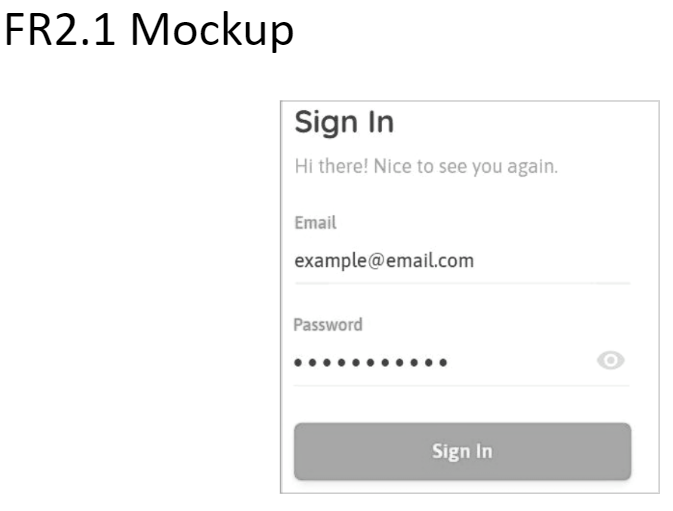 FR2.1 Mockup
Sign In
Hi there! Nice to see you again.
Email
example@email.com
Password
•••••••••••
Sign In